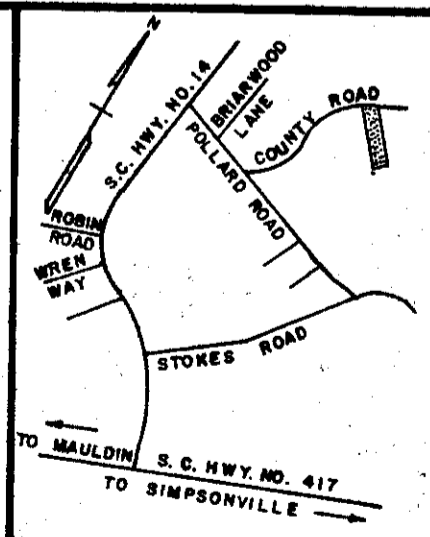 N
S.C. HWY. NO. 14
BRIARWOOD
LANE
COUNTY ROAD
POLLARD ROAD
ROBIN
ROAD
WREN
WAY
STOKES ROAD
TO MAULDIN
S. C. HWY. NO. 417
TO SIMPSONVILLE